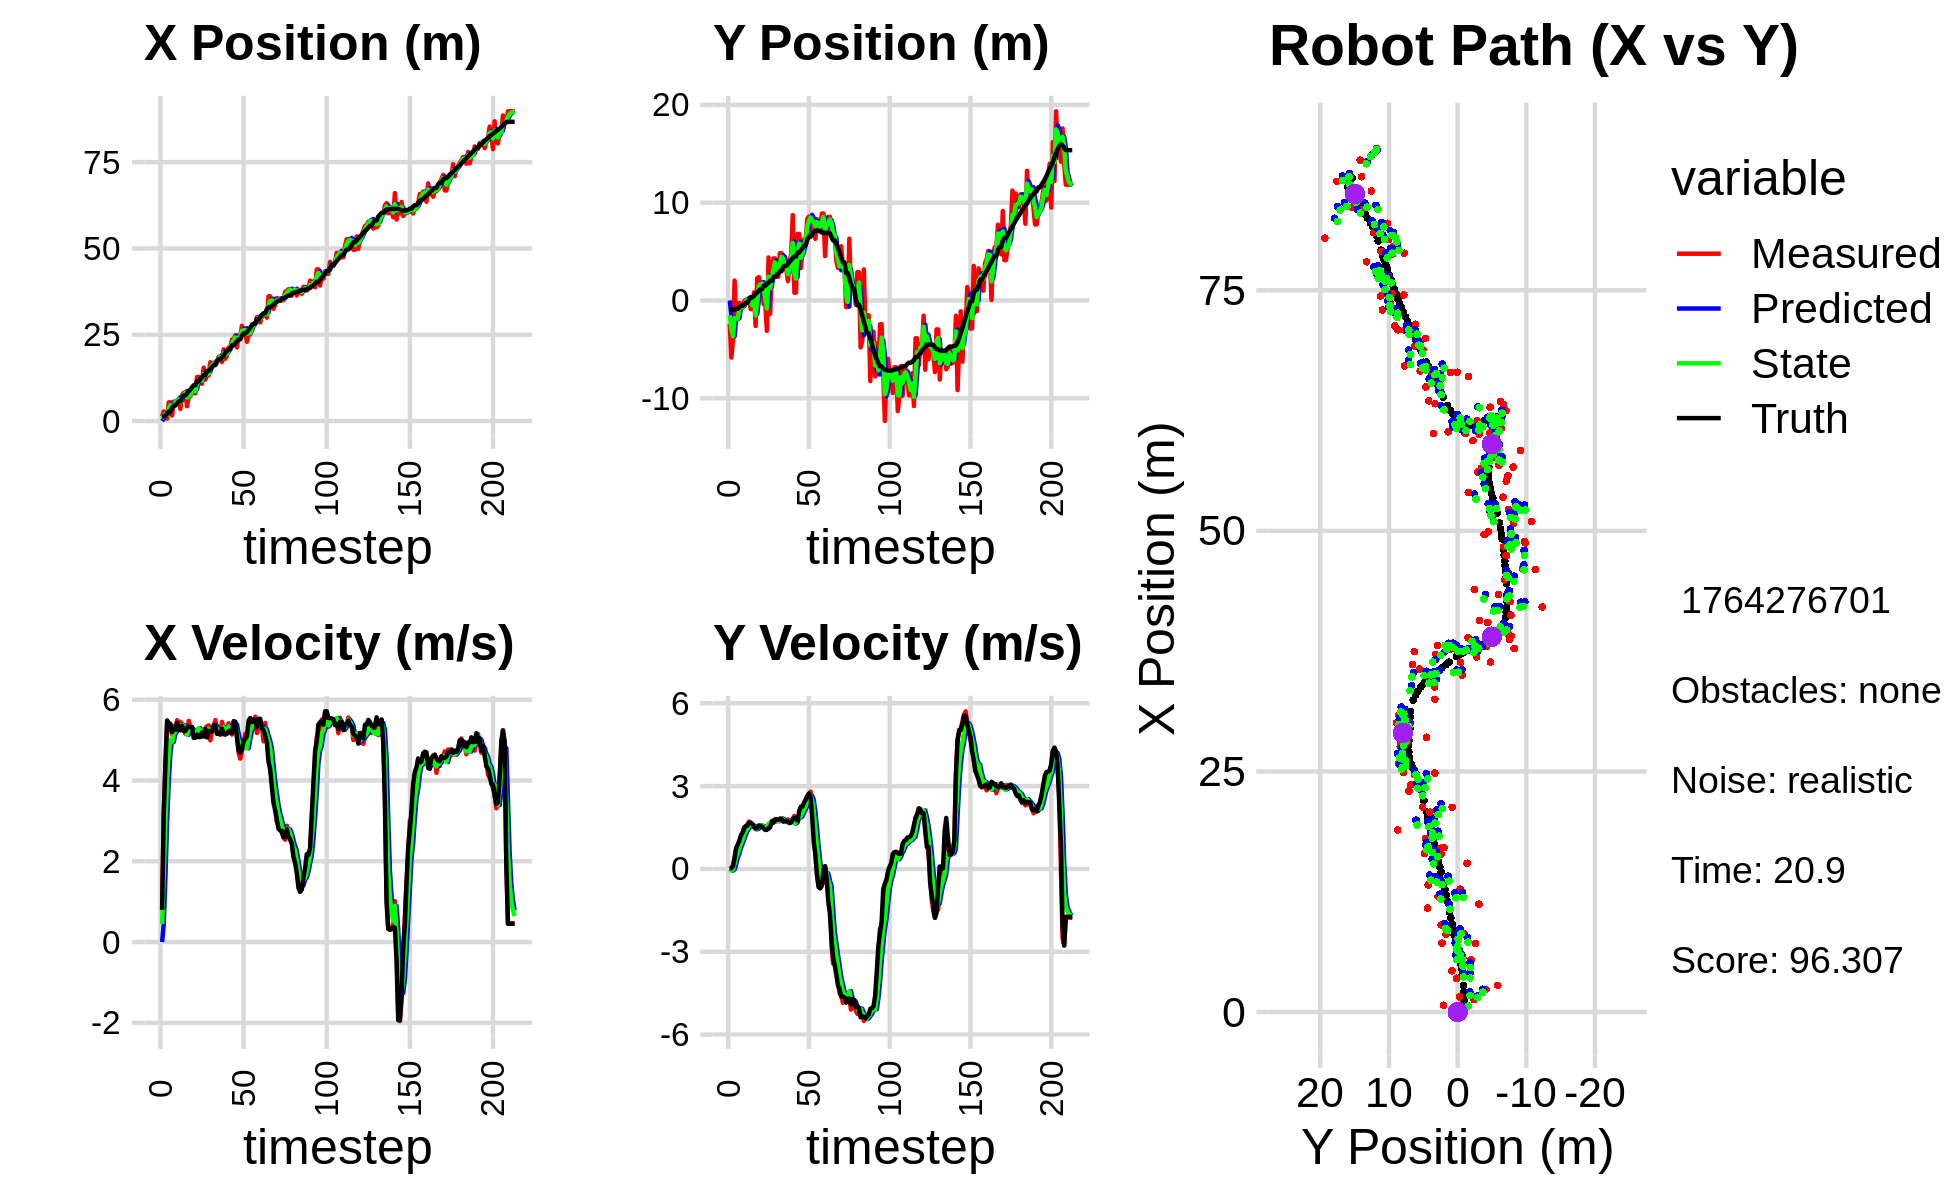 X Position (m)
75
50
25
0
0 50 100 150 200
timestep
Y Position (m)
20
10
0
-10
0 50 100 150 200
timestep
X Velocity (m/s)
6
4
2
0
-2
0 50 100 150 200
timestep
Y Velocity (m/s)
6
3
0
-3
-6
0 50 100 150 200
timestep
Robot Path (X vs Y)
X Position (m)
75
50
25
0
20 10 0 -10 -20
Y Position (m)
variable
Measured
Predicted
State
Truth
1764276701
Obstacles: none
Noise: realistic
Time: 20.9
Score: 96.307